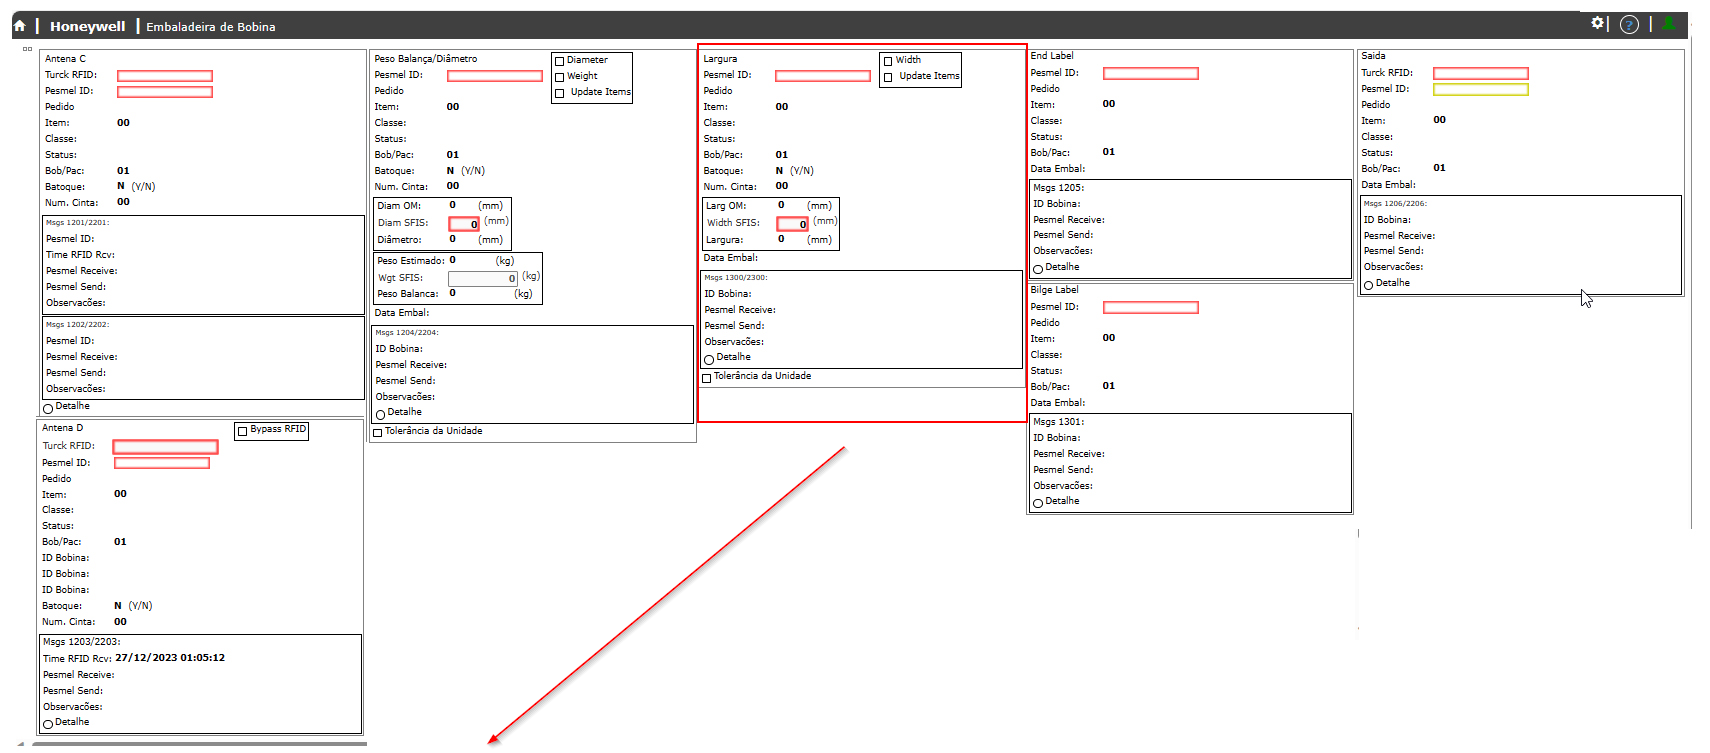 Honeywell
Embaladeira de Bobina
?
Antena C
Turck RFID:
Pesmel ID:
Pedido
Item: 00
Classe:
Status:
Bob/Pac: 01
Batoque: N (Y/N)
Num. Cinta: 00
Msgs 1201/2201:
Pesmel ID:
Time RFID Rcv:
Pesmel Receive:
Pesmel Send:
Observacões:
Msgs 1202/2202:
Pesmel ID:
Pesmel Receive:
Pesmel Send:
Observacões:
Detalhe
Antena D
Bypass RFID
Turck RFID:
Pesmel ID:
Pedido
Item: 00
Classe:
Status:
Bob/Pac: 01
ID Bobina:
ID Bobina:
ID Bobina:
Batoque: N (Y/N)
Num. Cinta: 00
Msgs 1203/2203:
Time RFID Rcv: 27/12/2023 01:05:12
Pesmel Receive:
Pesmel Send:
Observacões:
Detalhe
Peso Balança/Diâmetro
Diameter
Weight
Update Items
Pesmel ID:
Pedido
Item: 00
Classe:
Status:
Bob/Pac: 01
Batoque: N (Y/N)
Num. Cinta: 00
Diam OM: 0 (mm)
Diam SFIS: 0 (mm)
Diâmetro: 0 (mm)
Peso Estimado: 0 (kg)
Wgt SFIS: 0 (kg)
Peso Balanca: 0 (kg)
Data Embal:
Msgs 1204/2204:
ID Bobina:
Pesmel Receive:
Pesmel Send:
Observacões:
Detalhe
Tolerância da Unidade
Largura
Width
Update Items
Pesmel ID:
Pedido
Item: 00
Classe:
Status:
Bob/Pac: 01
Batoque: N (Y/N)
Num. Cinta: 00
Larg OM: 0 (mm)
Width SFIS: 0 (mm)
Largura: 0 (mm)
Data Embal:
Msgs 1300/2300:
ID Bobina:
Pesmel Receive:
Pesmel Send:
Observacões:
Detalhe
Tolerância da Unidade
End Label
Pesmel ID:
Pedido
Item: 00
Classe:
Status:
Bob/Pac: 01
Data Embal:
Msgs 1205:
ID Bobina:
Pesmel Receive:
Pesmel Send:
Observacões:
Detalhe
Bilge Label
Pesmel ID:
Pedido
Item: 00
Classe:
Status:
Bob/Pac: 01
Data Embal:
Msgs 1301:
ID Bobina:
Pesmel Receive:
Pesmel Send:
Observacões:
Detalhe
Saida
Turck RFID:
Pesmel ID:
Pedido
Item: 00
Classe:
Status:
Bob/Pac: 01
Data Embal:
Msgs 1206/2206:
ID Bobina:
Pesmel Receive:
Pesmel Send:
Observacões:
Detalhe